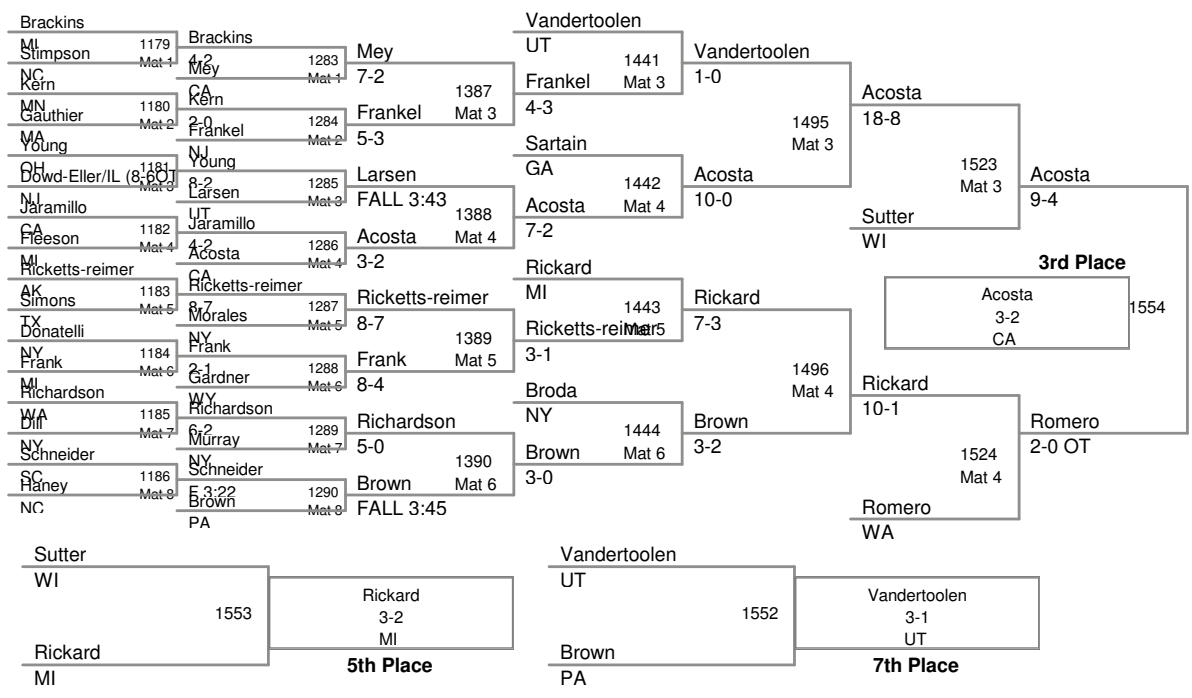 Brackins
MI
1179
Mat 1
Stimpson
NC
Kern
MN
1180
Mat 2
Gauthier
MA
Young
OH
1181
Mat 3
Dowd-Eller/IL (8-6OT
NJ
Jaramillo
CA
1182
Mat 4
Fleeson
MI
Ricketts-reimer
AK
1183
Mat 5
Simons
TX
Donatelli
NY
1184
Mat 6
Frank
MI
Richardson
WA
1185
Mat 7
Dill
NY
Schneider
SC
1186
Mat 8
Haney
NC
Brackins
4-2
1283
Mat 1
Mey
CA
Kern
2-0
1284
Mat 2
Frankel
NJ
Young
8-2
1285
Mat 3
Larsen
UT
Jaramillo
4-2
1286
Mat 4
Acosta
CA
Ricketts-reimer
8-7
1287
Mat 5
Morales
NY
Frank
2-1
1288
Mat 6
Gardner
WY
Richardson
6-2
1289
Mat 7
Murray
NY
Schneider
F 3:22
1290
Mat 8
Brown
PA
Mey
7-2
1387
Mat 3
Frankel
5-3
Larsen
FALL 3:43
1388
Mat 4
Acosta
3-2
Ricketts-reimer
8-7
1389
Mat 5
Frank
8-4
Richardson
5-0
1390
Mat 6
Brown
FALL 3:45
Vandertoolen
UT
1441
Mat 3
Frankel
4-3
Sartain
GA
1442
Mat 4
Acosta
7-2
Rickard
MI
1443
Mat 5
Ricketts-reimer
3-1
Broda
NY
1444
Mat 6
Brown
3-0
Vandertoolen
1-0
1495
Mat 3
Acosta
10-0
Rickard
7-3
1496
Mat 4
Brown
3-2
Acosta
18-8
1523
Mat 3
Sutter
WI
Rickard
10-1
1524
Mat 4
Romero
WA
Acosta
9-4
3rd Place
Acosta
3-2
CA
1554
Romero
2-0 OT
Sutter
WI
1553
Rickard
MI
Rickard
3-2
MI
5th Place
Vandertoolen
UT
1552
Brown
PA
Vandertoolen
3-1
UT
7th Place